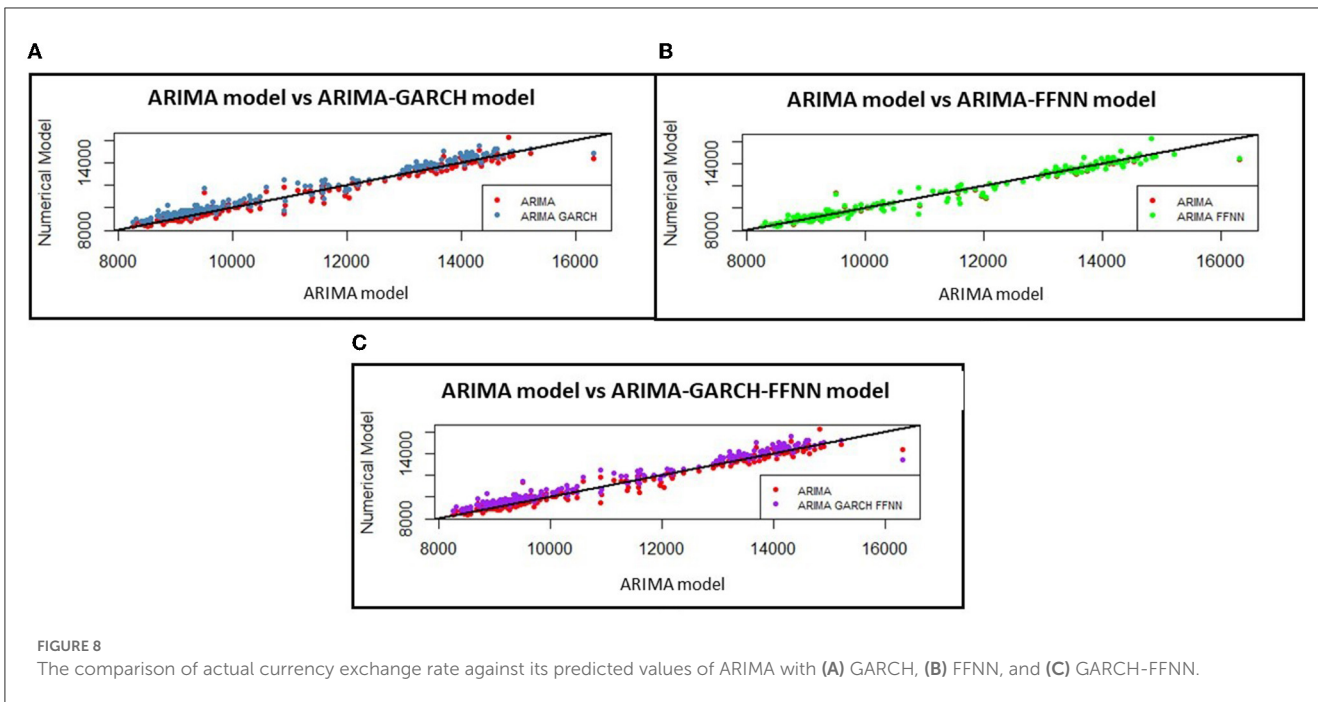 A
ARIMA model vs ARIMA-GARCH model
Numerical Model
14000
8000
ARIMA
ARIMA GARCH
8000 10000 12000 14000 16000
ARIMA model
B
ARIMA model vs ARIMA-FFNN model
Numerical Model
14000
8000
ARIMA
ARIMA FFNN
8000 10000 12000 14000 16000
ARIMA model
C
ARIMA model vs ARIMA-GARCH-FFNN model
Numerical Model
14000
8000
ARIMA
ARIMA GARCH FFNN
8000 10000 12000 14000 16000
ARIMA model
FIGURE 8
The comparison of actual currency exchange rate against its predicted values of ARIMA with (A) GARCH, (B) FFNN, and (C) GARCH-FFNN.